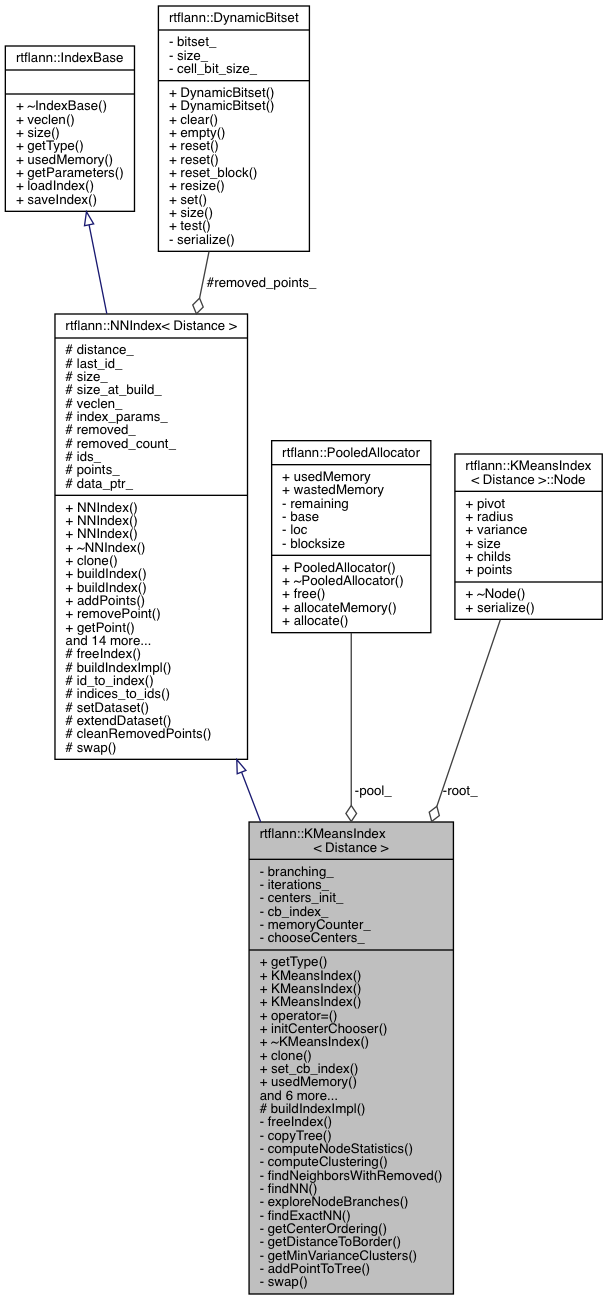 rtflann::DynamicBitset
- bitset_
- size_
- cell_bit_size_
+ DynamicBitset()
+ DynamicBitset()
+ clear()
+ empty()
+ reset()
+ reset()
+ reset_block()
+ resize()
+ set()
+ size()
+ test()
- serialize()
rtflann::IndexBase
+ ~IndexBase()
+ veclen()
+ size()
+ getType()
+ usedMemory()
+ getParameters()
+ loadIndex()
+ saveIndex()
#removed_points_
rtflann::NNIndex< Distance >
# distance_
# last_id_
# size_
# size_at_build_
# veclen_
# index_params_
# removed_
# removed_count_
# ids_
# points_
# data_ptr_
+ NNIndex()
+ NNIndex()
+ NNIndex()
+ ~NNIndex()
+ clone()
+ buildIndex()
+ buildIndex()
+ addPoints()
+ removePoint()
+ getPoint()
and 14 more...
# freeIndex()
# buildIndexImpl()
# id_to_index()
# indices_to_ids()
# setDataset()
# extendDataset()
# cleanRemovedPoints()
# swap()
rtflann::PooledAllocator
+ usedMemory
+ wastedMemory
- remaining
- base
- loc
- blocksize
+ PooledAllocator()
+ ~PooledAllocator()
+ free()
+ allocateMemory()
+ allocate()
rtflann::KMeansIndex
< Distance >::Node
+ pivot
+ radius
+ variance
+ size
+ childs
+ points
+ ~Node()
+ serialize()
-pool_
-root_
rtflann::KMeansIndex
< Distance >
- branching_
- iterations_
- centers_init_
- cb_index_
- memoryCounter_
- chooseCenters_
+ getType()
+ KMeansIndex()
+ KMeansIndex()
+ KMeansIndex()
+ operator=()
+ initCenterChooser()
+ ~KMeansIndex()
+ clone()
+ set_cb_index()
+ usedMemory()
and 6 more...
# buildIndexImpl()
- freeIndex()
- copyTree()
- computeNodeStatistics()
- computeClustering()
- findNeighborsWithRemoved()
- findNN()
- exploreNodeBranches()
- findExactNN()
- getCenterOrdering()
- getDistanceToBorder()
- getMinVarianceClusters()
- addPointToTree()
- swap()